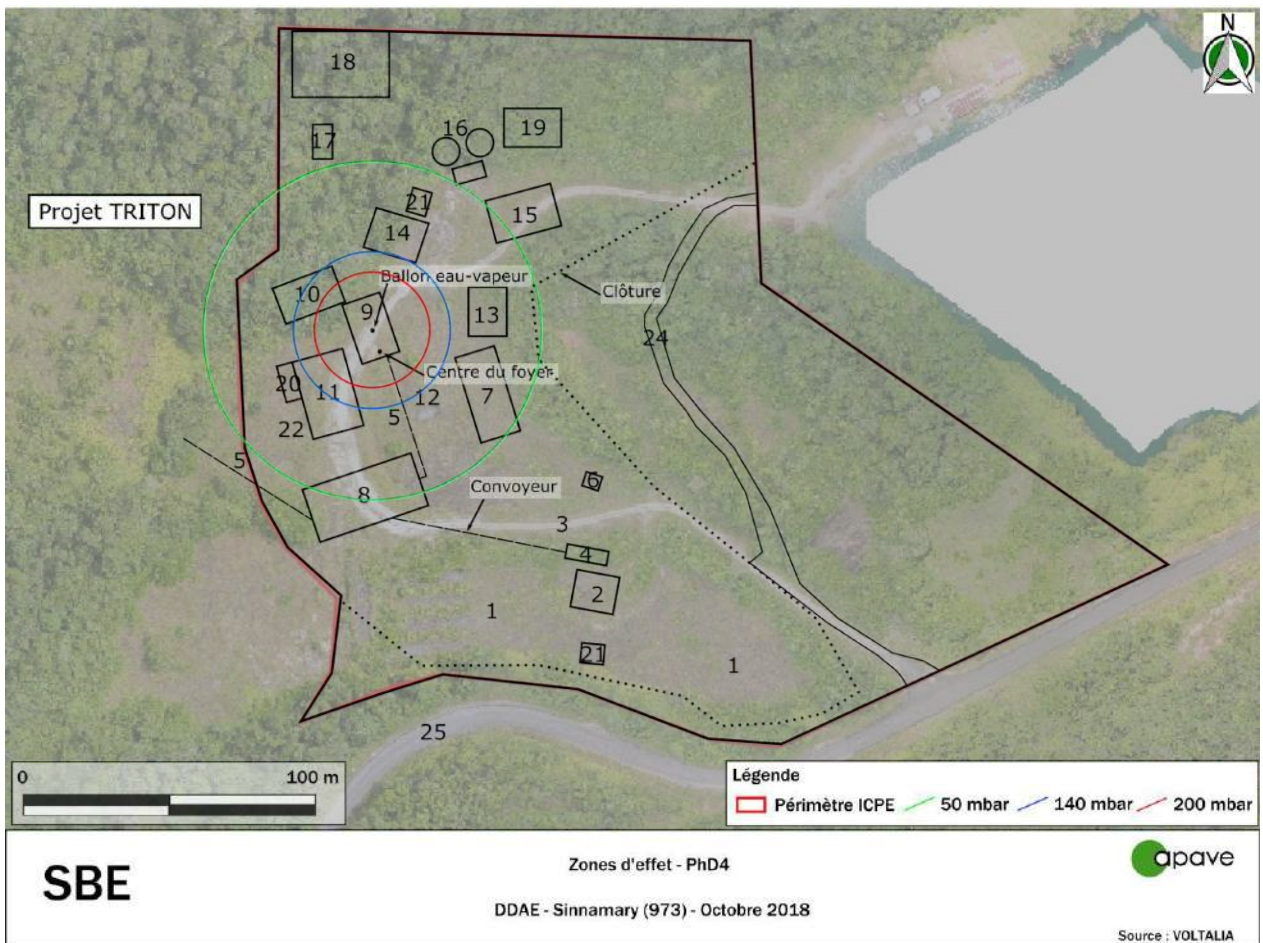 N
18
17
16
19
Projet TRITON
21
14
15
Ballon eau-vapeur
10
9
Clôture
13
24
Centre du foyer
20
11
12
7
5
22
5
8
6
Convoyeur
3
4
2
1
21
1
25
0 100 m
Légende
Périmètre ICPE 50 mbar 140 mbar 200 mbar
SBE
Zones d'effet - PhD4
DDAE - Sinnamary (973) - Octobre 2018
apave
Source : VOLTALIA